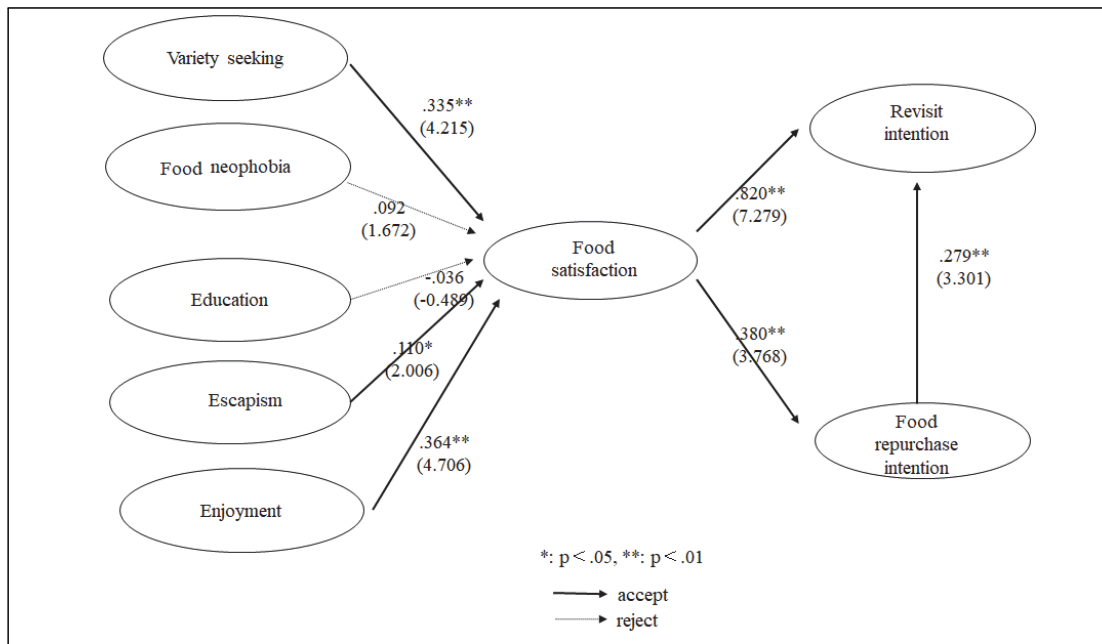 Variety seeking
.335**
(4.215)
Food neophobia
.092
(1.672)
Education
-.036
(-0.489)
Escapism
.110*
(2.006)
Enjoyment
.364**
(4.706)
Food
satisfaction
.820**
(7.279)
.380**
(3.768)
Revisit
intention
.279**
(3.301)
Food
repurchase
intention
*: p < .05, **: p < .01
accept
reject